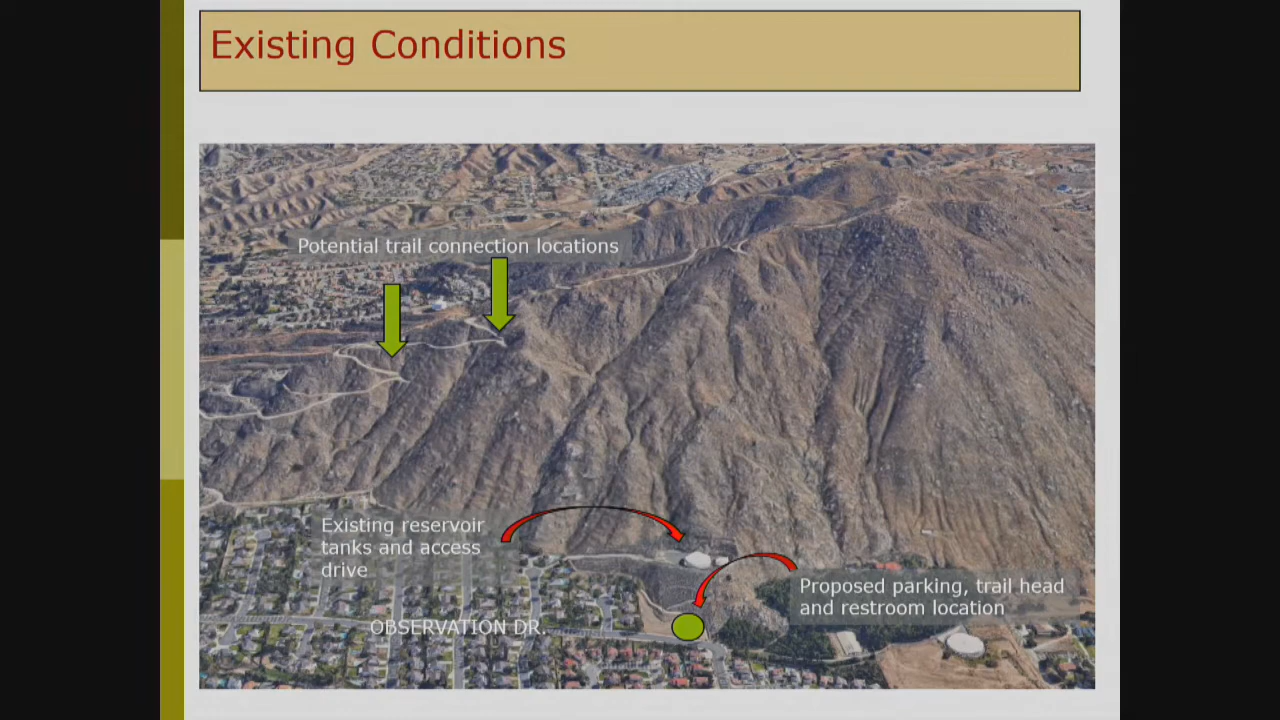 Existing Conditions
Potential trail connection locations
Existing reservoir
tanks and access
drive
Proposed parking, trail head
and restroom location
OBSERVATION DR.